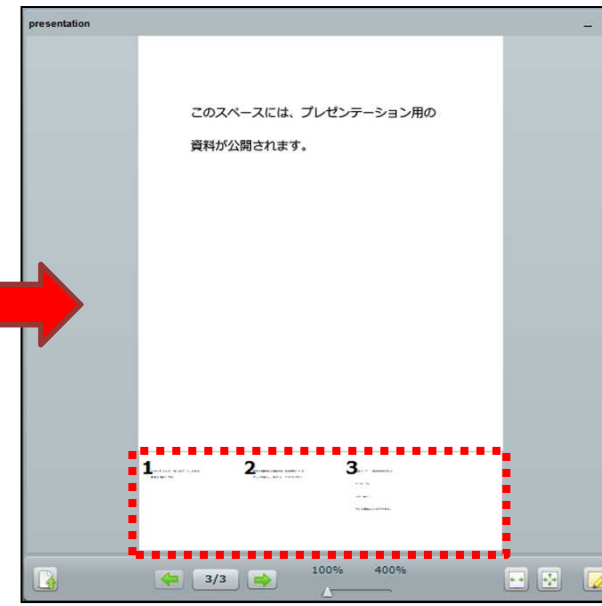 presentation
このスペースには、プレゼンテーション用の
資料が公開されます。
1
2
3
3/3
100%
400%